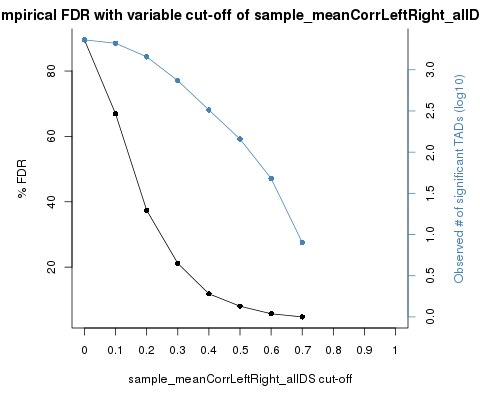 mpirical FDR with variable cut-off of sample_meanCorrLeftRight_allD
% FDR
80
60
40
20
3.0
2.5
2.0
1.5
1.0
0.5
0.0
Observed # of significant TADs (log10)
0 0.1 0.2 0.3 0.4 0.5 0.6 0.7 0.8 0.9 1
sample_meanCorrLeftRight_allDS cut-off